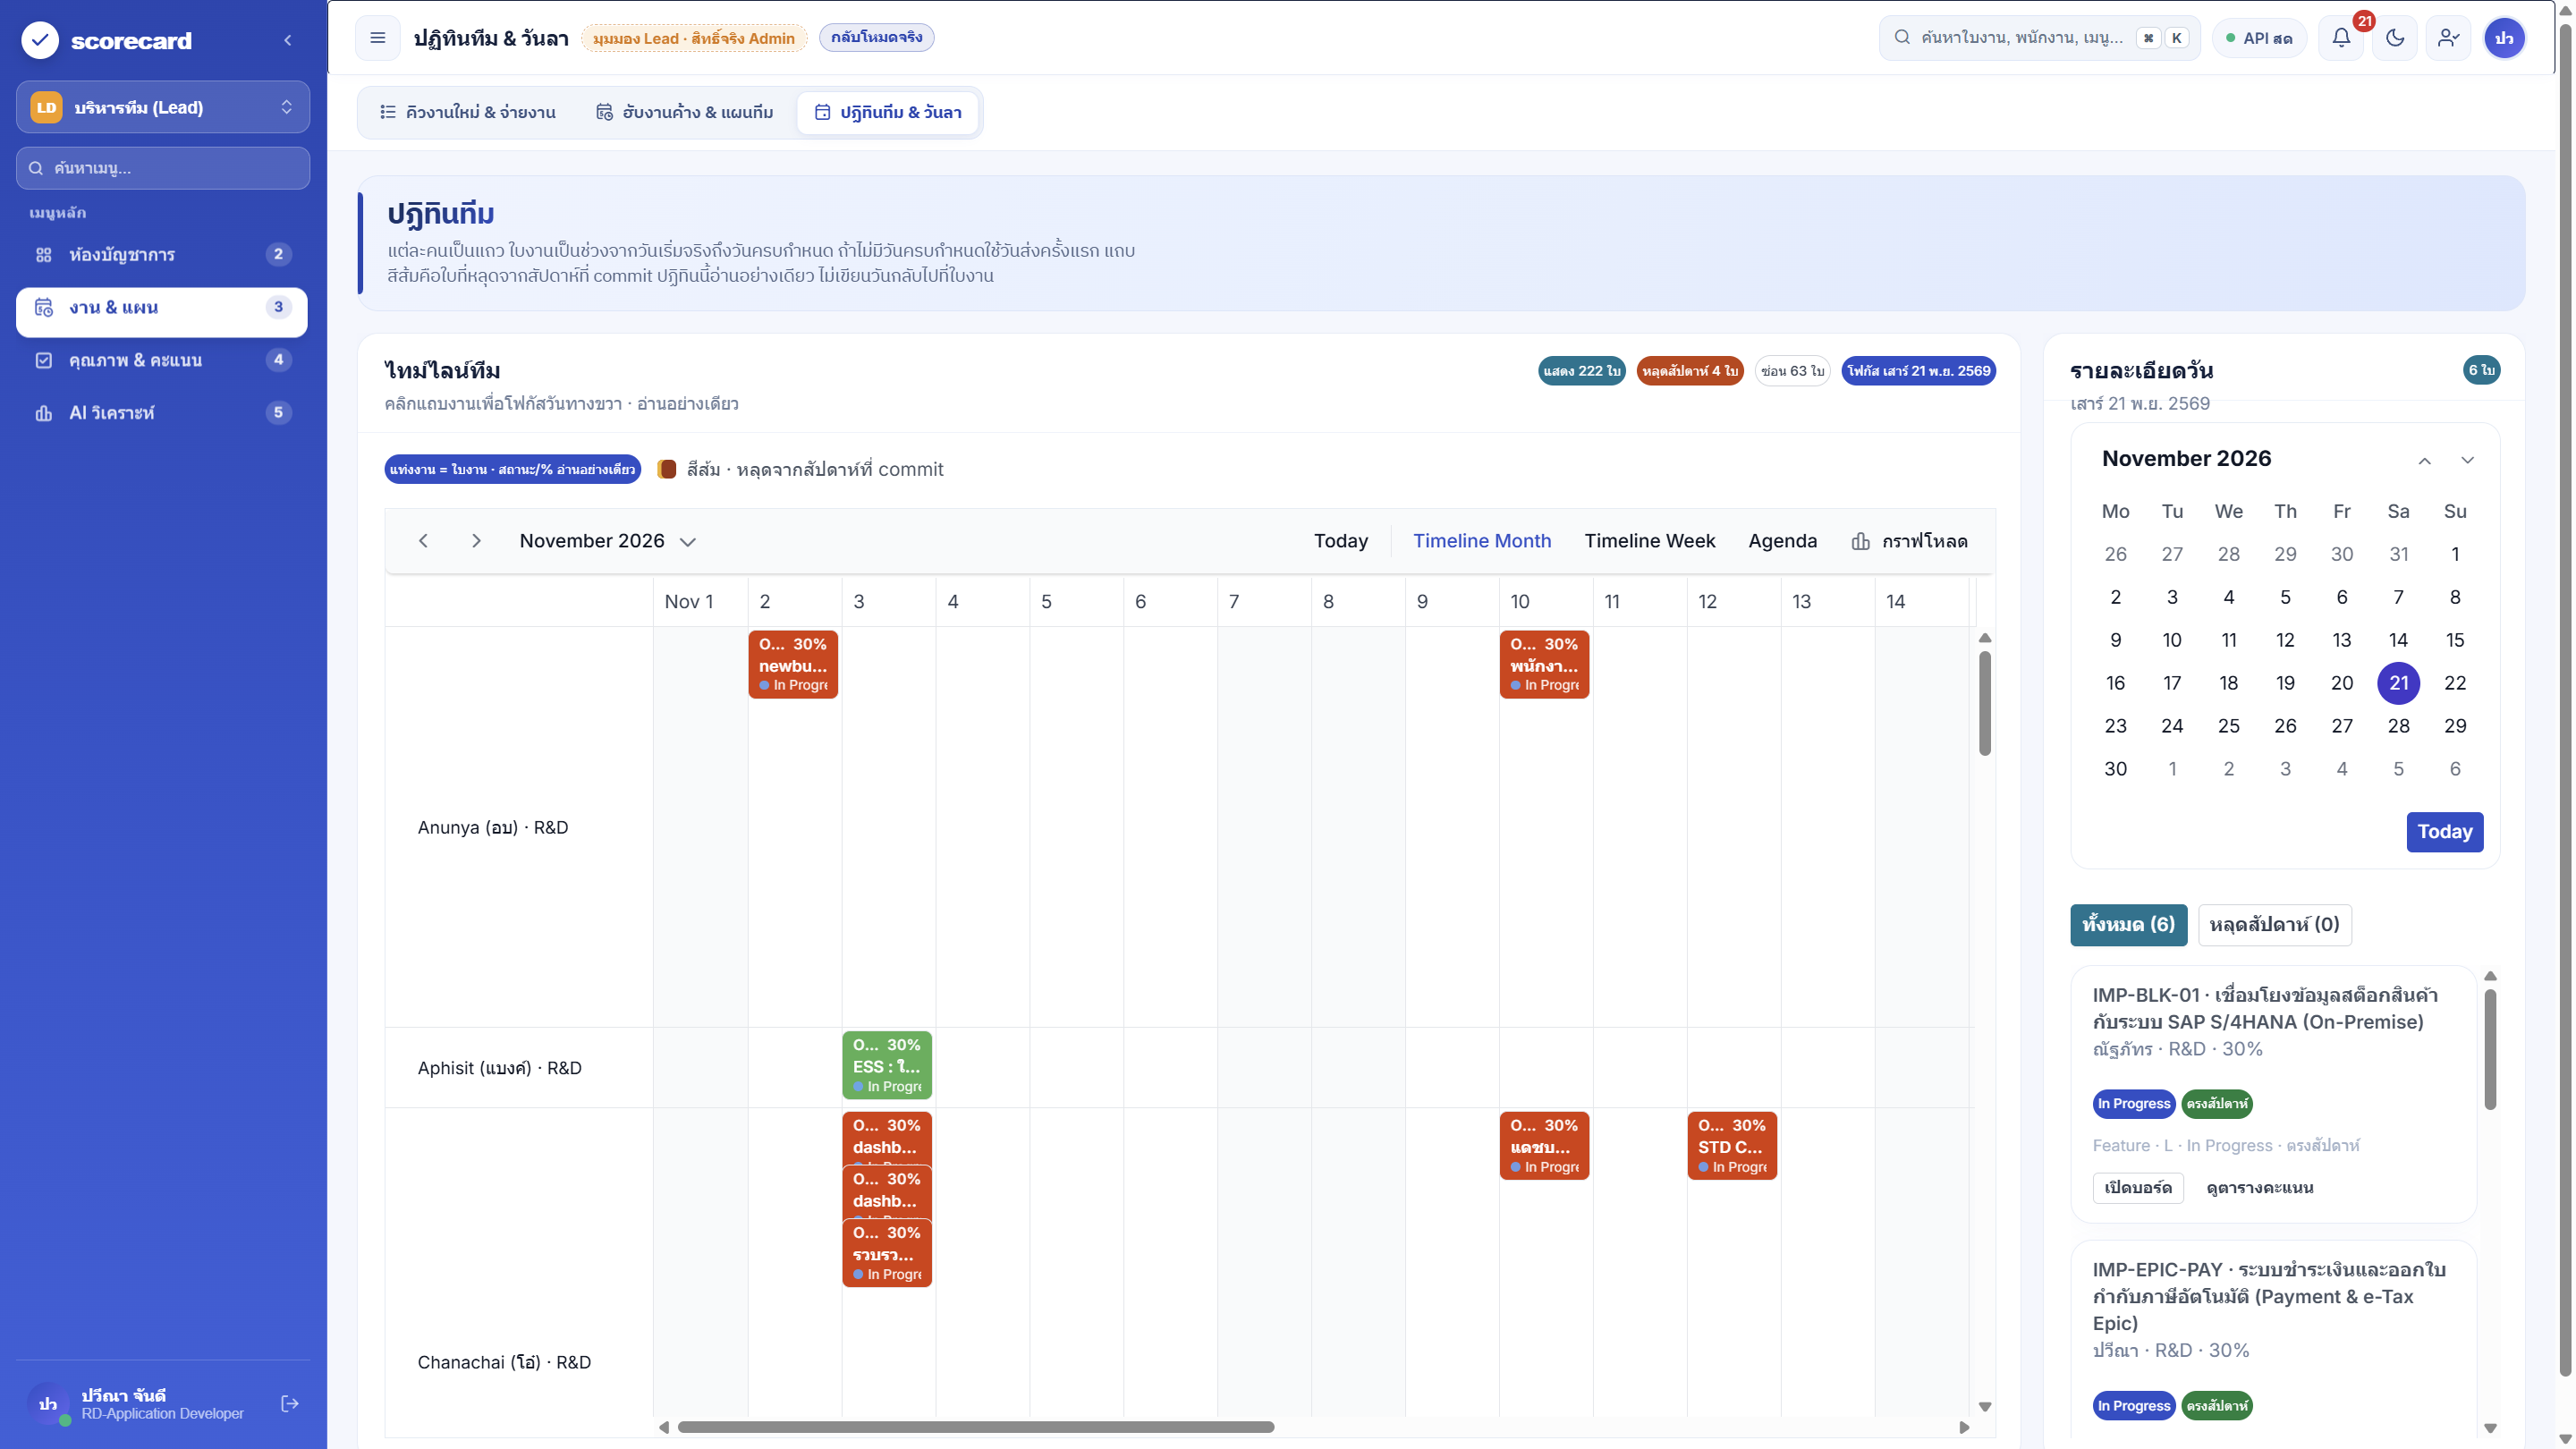 scorecard
LD บริหารทีม (Lead)
ค้นหาเมนู...
เมนูหลัก
ห้องบัญชาการ 2
งาน & แผน 3
คุณภาพ & คะแนน 4
AI วิเคราะห์ 5
ปว ปวีณา จันดี
RD-Application Developer
ปฏิทินทีม & วันลา มุมมอง Lead · สิทธิ์จริง Admin กลับโหมดจริง
ค้นหาใบงาน, พนักงาน, เมนู... ⌘ K API สด 21 ปว
คิวงานใหม่ & จ่ายงาน ฮับงานค้าง & แผนทีม ปฏิทินทีม & วันลา
ปฏิทินทีม
แต่ละคนเป็นแถว ใบงานเป็นช่วงจากวันเริ่มจริงถึงวันครบกำหนด ถ้าไม่มีวันครบกำหนดใช้วันส่งครั้งแรก แถบ
สีส้มคือใบที่หลุดจากสัปดาห์ที่ commit ปฏิทินนี้อ่านอย่างเดียว ไม่เขียนวันกลับไปที่ใบงาน
ไทม์ไลน์ทีม
แสดง 222 ใบ หลุดสัปดาห์ 4 ใบ ซ่อน 63 ใบ โฟกัส เสาร์ 21 พ.ย. 2569
คลิกแถบงานเพื่อโฟกัสวันทางขวา · อ่านอย่างเดียว
แท่งงาน = ใบงาน · สถานะ/% อ่านอย่างเดียว สีส้ม · หลุดจากสัปดาห์ที่ commit
November 2026 Today Timeline Month Timeline Week Agenda กราฟโหลด
Nov 1 2 3 4 5 6 7 8 9 10 11 12 13 14
O... 30% O... 30%
newbu... พนักงา...
In Progre In Progre
Anunya (อบ) · R&D
O... 30%
ESS : ใ...
In Progre
Aphisit (แบงค์) · R&D
O... 30% O... 30% O... 30%
dashb... แดชบ... STD C...
In Progre In Progre
O... 30%
dashb...
O... 30%
รวบรว...
In Progre
Chanachai (โอ๋) · R&D
รายละเอียดวัน 6 ใบ
เสาร์ 21 พ.ย. 2569
November 2026
Mo Tu We Th Fr Sa Su
26 27 28 29 30 31 1
2 3 4 5 6 7 8
9 10 11 12 13 14 15
16 17 18 19 20 21 22
23 24 25 26 27 28 29
30 1 2 3 4 5 6
Today
ทั้งหมด (6) หลุดสัปดาห์ (0)
IMP-BLK-01 · เชื่อมโยงข้อมูลสต็อกสินค้า
กับระบบ SAP S/4HANA (On-Premise)
ณัฐภัทร · R&D · 30%
In Progress ตรงสัปดาห์
Feature · L · In Progress · ตรงสัปดาห์
เปิดบอร์ด ดูตารางคะแนน
IMP-EPIC-PAY · ระบบชำระเงินและออกใบ
กำกับภาษีอัตโนมัติ (Payment & e-Tax
Epic)
ปวีณา · R&D · 30%
In Progress ตรงสัปดาห์